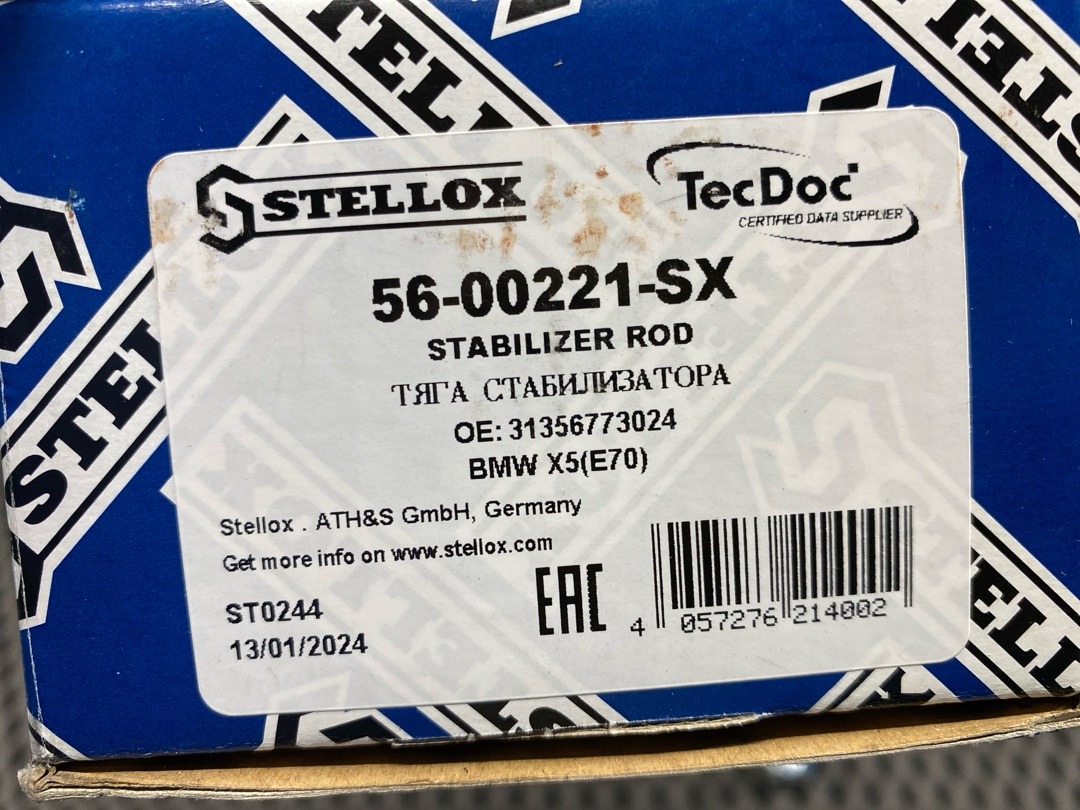 STELLOX
TecDoc
CERTIFIED DATA SUPPLIER
56-00221-SX
STABILIZER ROD
ТЯГА СТАБИЛИЗАТОРА
OE: 31356773024
BMW X5(E70)
Stellox . ATH&S GmbH, Germany
Get more info on www.stellox.com
ST0244
13/01/2024
EAC
4 057276 214002